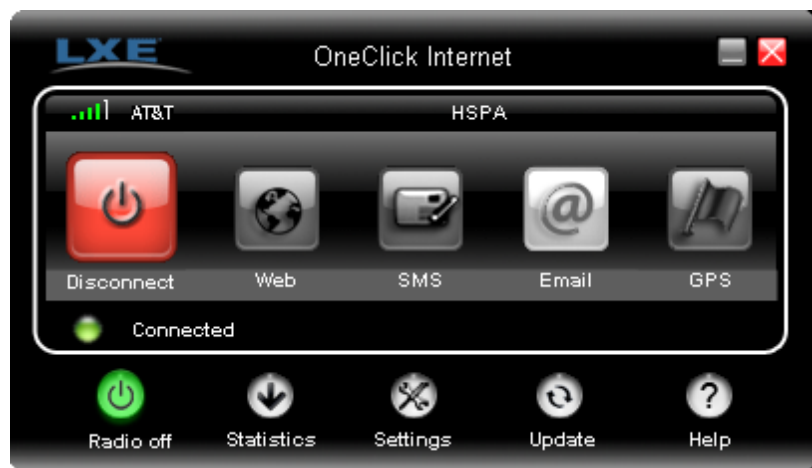 LXE OneClick Internet
AT&T HSPA
Disconnect Web SMS Email GPS
Connected
Radio off Statistics Settings Update Help